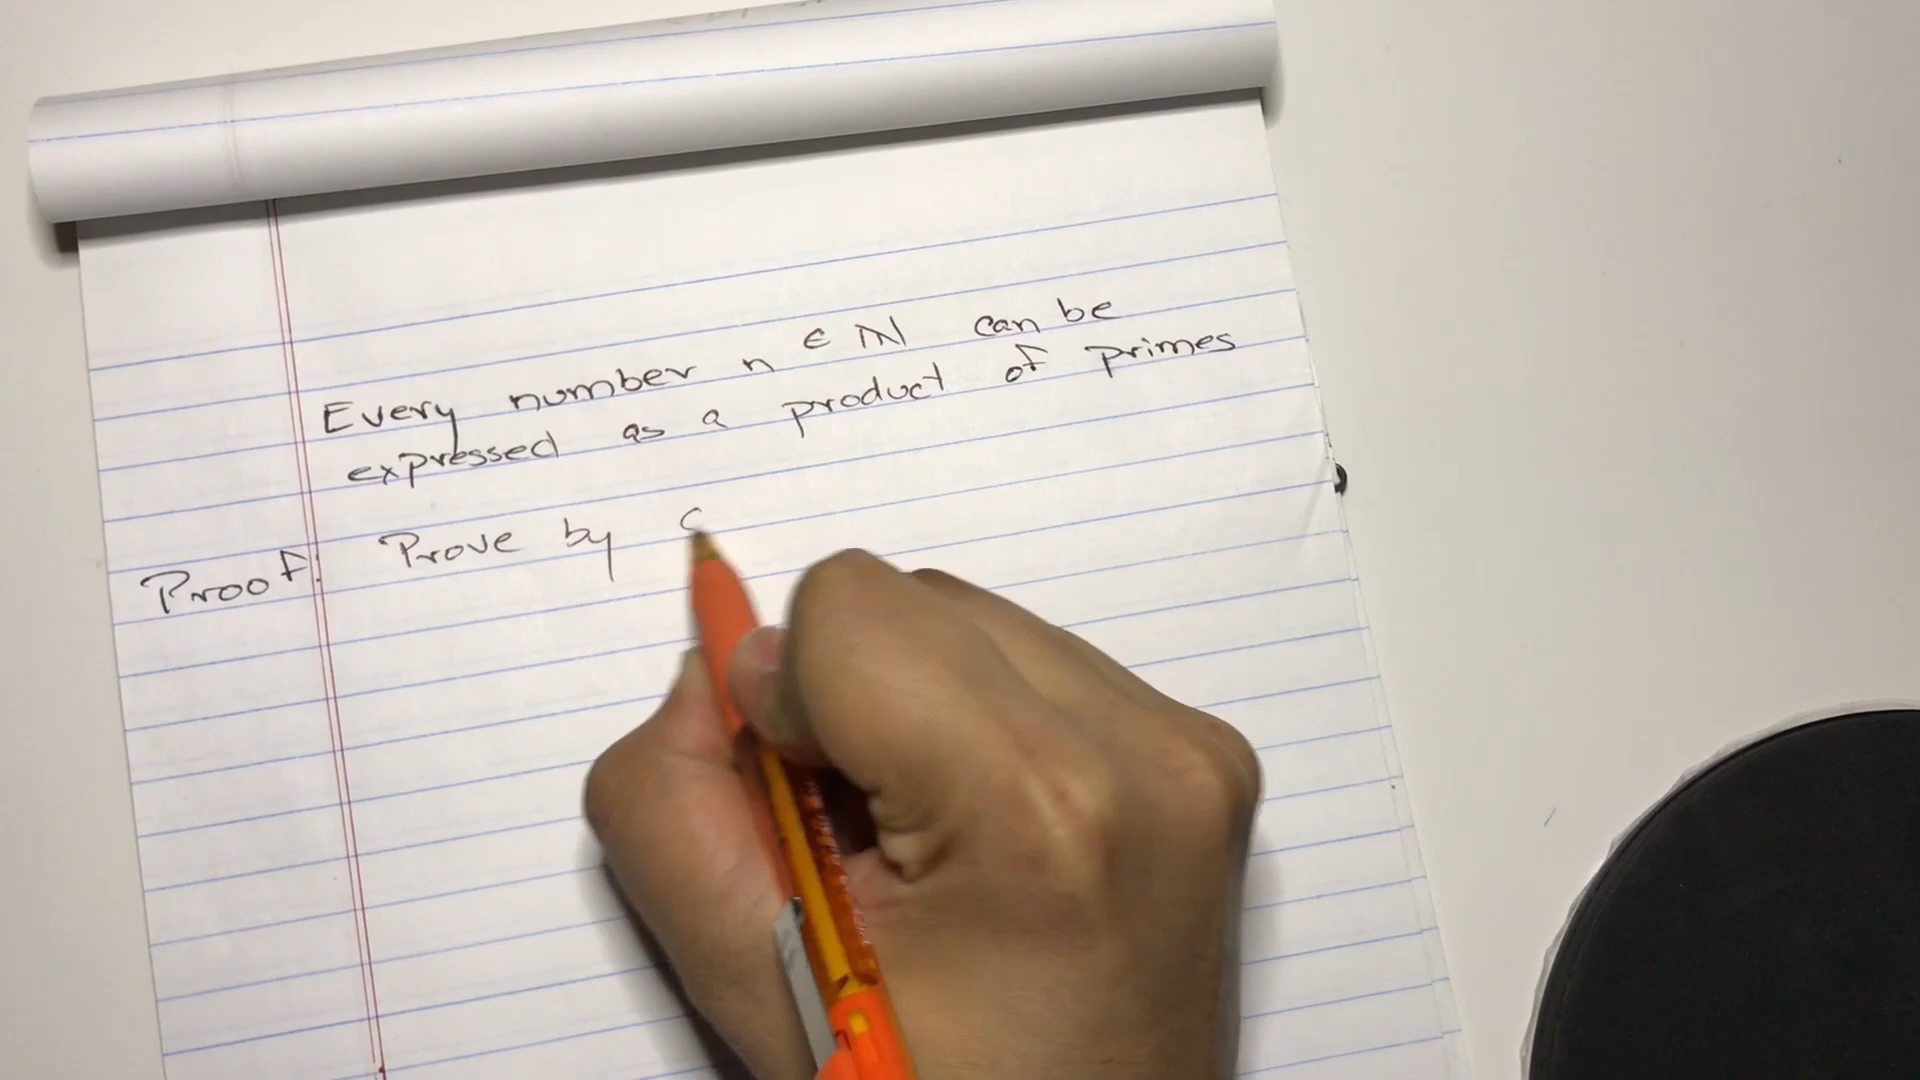 Every number n ∈ ℕ can be
expressed as a product of primes
Proof: Prove by